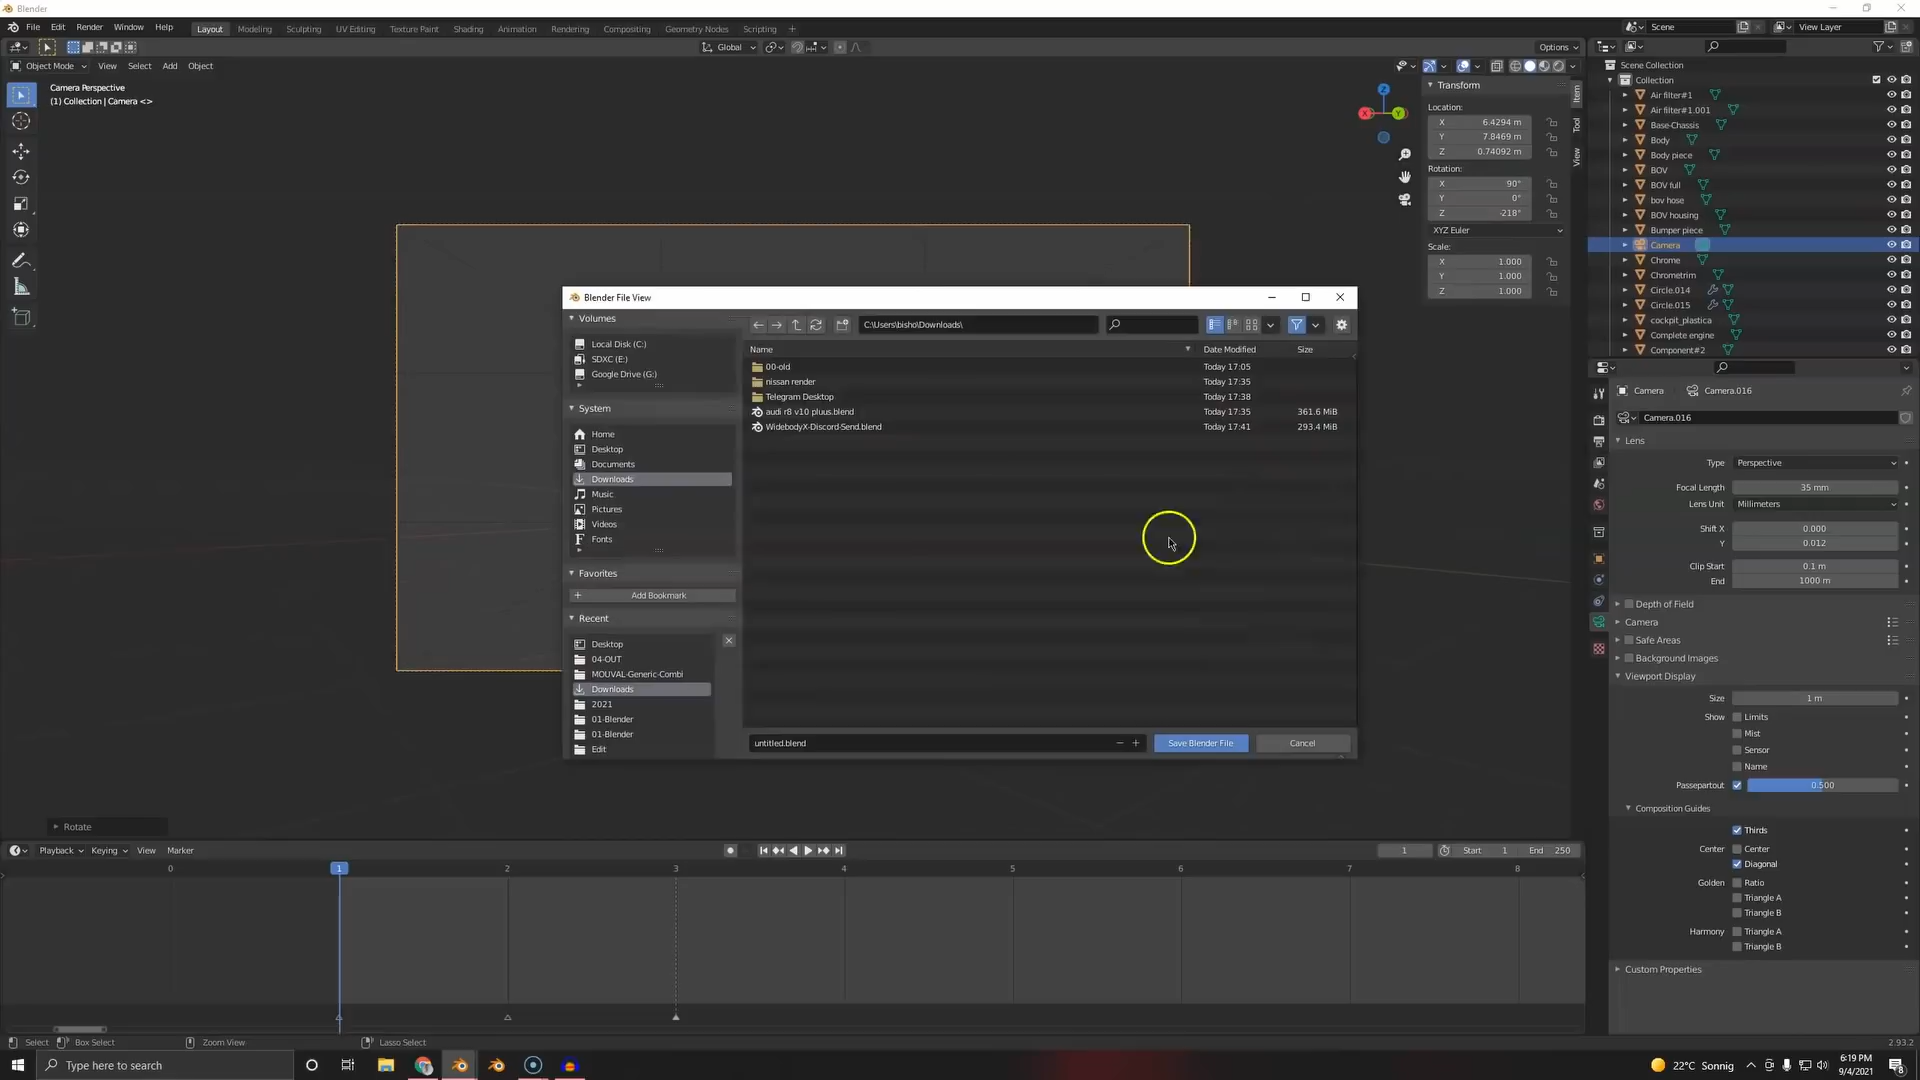 Blender
File Edit Render Window Help
Layout Modeling Sculpting UV Editing Texture Paint Shading Animation Rendering Compositing Geometry Nodes Scripting +
Scene
View Layer
Global
Options
Object Mode View Select Add Object
Camera Perspective
(1) Collection | Camera <>
Z
X
Y
Transform
Location:
X 6.4294 m
Y 7.8469 m
Z 0.74092 m
Rotation:
X 90°
Y 0°
Z -218°
XYZ Euler
Scale:
X 1.000
Y 1.000
Z 1.000
Item
Tool
View
Scene Collection
Collection
Air filter#1
Air filter#1.001
Base-Chassis
Body
Body piece
BOV
BOV full
bov hose
BOV housing
Bumper piece
Camera
Chrome
Chrometrim
Circle.014
Circle.015
cockpit_plastica
Complete engine
Component#2
Blender File View
Volumes
Local Disk (C:)
SDXC (E:)
Google Drive (G:)
System
Home
Desktop
Documents
Downloads
Music
Pictures
Videos
Fonts
Favorites
Add Bookmark
Recent
Desktop
04-OUT
MOUVAL-Generic-Combi
Downloads
2021
01-Blender
01-Blender
Edit
C:\Users\bisho\Downloads\
Name Date Modified Size
00-old Today 17:05
nissan render Today 17:35
Telegram Desktop Today 17:38
audi r8 v10 pluus.blend Today 17:35 361.6 MiB
WidebodyX-Discord-Send.blend Today 17:41 293.4 MiB
untitled.blend
Save Blender File
Cancel
Camera Camera.016
Camera.016
Lens
Type Perspective
Focal Length 35 mm
Lens Unit Millimeters
Shift X 0.000
Y 0.012
Clip Start 0.1 m
End 1000 m
Depth of Field
Camera
Safe Areas
Background Images
Viewport Display
Size 1 m
Show Limits
Mist
Sensor
Name
Passepartout 0.500
Composition Guides
Thirds
Center Center
Diagonal
Golden Ratio
Triangle A
Triangle B
Harmony Triangle A
Triangle B
Custom Properties
Rotate
Playback Keying View Marker
1 Start 1 End 250
0 1 2 3 4 5 6 7 8
Select Box Select Zoom View Lasso Select
2.93.2
Type here to search
22°C Sonnig
6:19 PM
9/4/2021
8